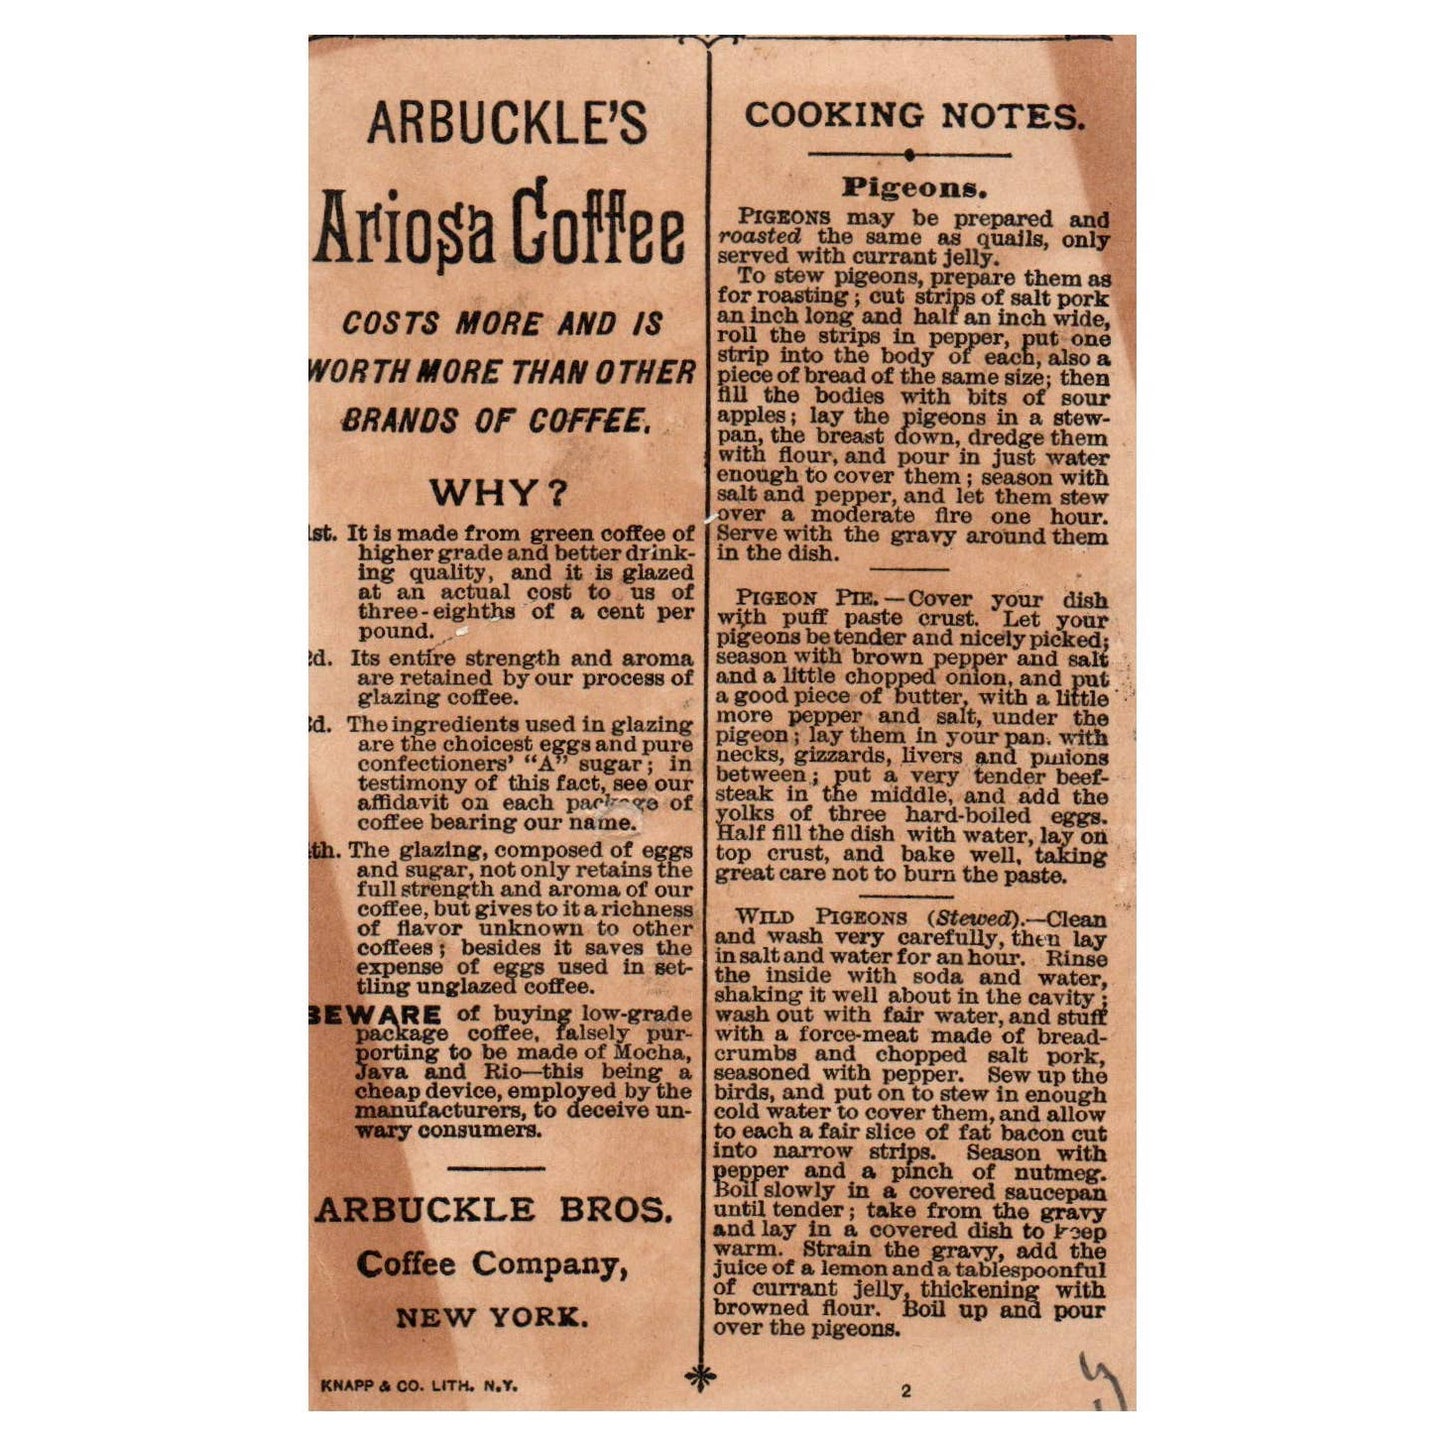 ARBUCKLE'S
Ariosa Coffee
COSTS MORE AND IS
WORTH MORE THAN OTHER
BRANDS OF COFFEE.
WHY?
1st. It is made from green coffee of
higher grade and better drink-
ing quality, and it is glazed
at an actual cost to us of
three-eighths of a cent per
pound.
2d. Its entire strength and aroma
are retained by our process of
glazing coffee.
3d. The ingredients used in glazing
are the choicest eggs and pure
confectioners' "A" sugar; in
testimony of this fact, see our
affidavit on each package of
coffee bearing our name.
4th. The glazing, composed of eggs
and sugar, not only retains the
full strength and aroma of our
coffee, but gives to it a richness
of flavor unknown to other
coffees; besides it saves the
expense of eggs used in set-
tling unglazed coffee.
BEWARE of buying low-grade
package coffee, falsely pur-
porting to be made of Mocha,
Java and Rio—this being a
cheap device, employed by the
manufacturers, to deceive un-
wary consumers.
ARBUCKLE BROS.
Coffee Company,
NEW YORK.
KNAPP & CO. LITH. N.Y.
COOKING NOTES.
Pigeons.
PIGEONS may be prepared and
roasted the same as quails, only
served with currant jelly.
To stew pigeons, prepare them as
for roasting; cut strips of salt pork
an inch long and half an inch wide,
roll the strips in pepper, put one
strip into the body of each, also a
piece of bread of the same size; then
fill the bodies with bits of sour
apples; lay the pigeons in a stew-
pan, the breast down, dredge them
with flour, and pour in just water
enough to cover them; season with
salt and pepper, and let them stew
over a moderate fire one hour.
Serve with the gravy around them
in the dish.
PIGEON PIE.—Cover your dish
with puff paste crust. Let your
pigeons be tender and nicely picked;
season with brown pepper and salt
and a little chopped onion, and put
a good piece of butter, with a little
more pepper and salt, under the
pigeon; lay them in your pan. with
necks, gizzards, livers and pinions
between; put a very tender beef-
steak in the middle, and add the
yolks of three hard-boiled eggs.
Half fill the dish with water, lay on
top crust, and bake well, taking
great care not to burn the paste.
WILD PIGEONS (Stewed).—Clean
and wash very carefully, then lay
in salt and water for an hour. Rinse
the inside with soda and water,
shaking it well about in the cavity;
wash out with fair water, and stuff
with a force-meat made of bread-
crumbs and chopped salt pork,
seasoned with pepper. Sew up the
birds, and put on to stew in enough
cold water to cover them, and allow
to each a fair slice of fat bacon cut
into narrow strips. Season with
pepper and a pinch of nutmeg.
Boil slowly in a covered saucepan
until tender; take from the gravy
and lay in a covered dish to keep
warm. Strain the gravy, add the
juice of a lemon and a tablespoonful
of currant jelly, thickening with
browned flour. Boil up and pour
over the pigeons.
2